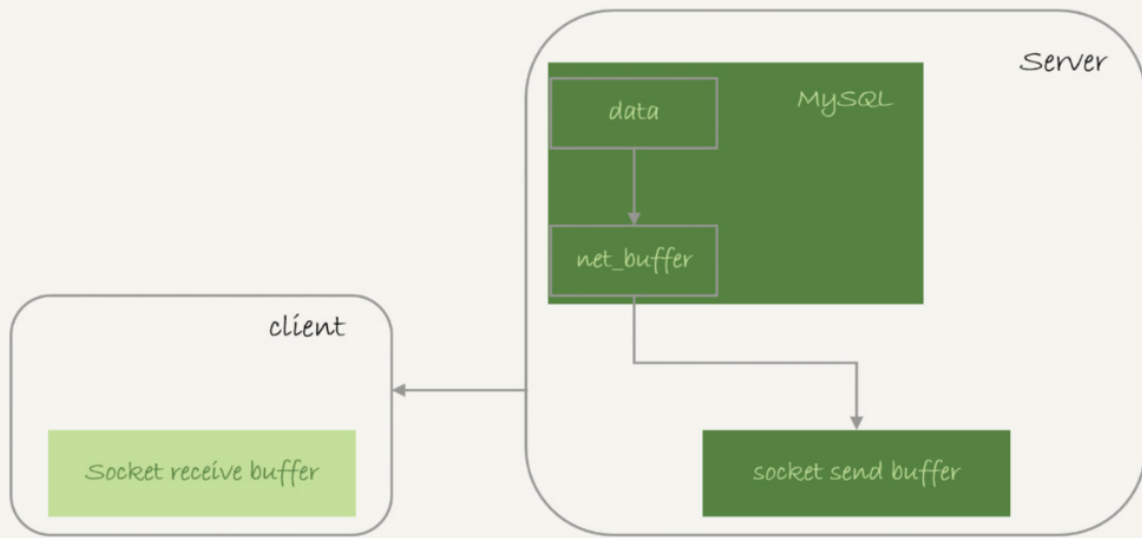 Server
MySQL
data
net_buffer
client
Socket receive buffer
socket send buffer